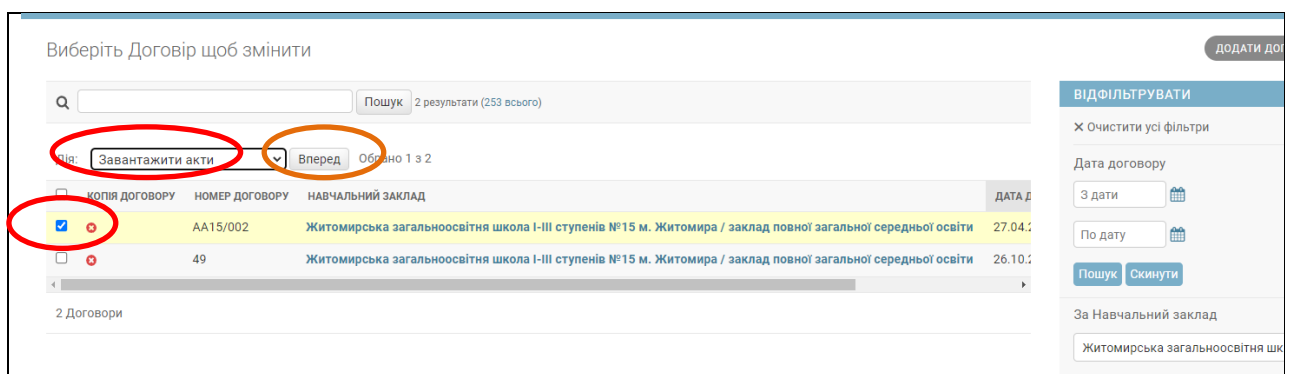 Виберіть Договір щоб змінити
ДОДАТИ ДОГ
Пошук 2 результати (253 всього)
Дія: Завантажити акти Вперед Обрано 1 з 2
КОПІЯ ДОГОВОРУ НОМЕР ДОГОВОРУ НАВЧАЛЬНИЙ ЗАКЛАД ДАТА Д
АА15/002 Житомирська загальноосвітня школа І-ІІІ ступенів №15 м. Житомира / заклад повної загальної середньої освіти 27.04.2
49 Житомирська загальноосвітня школа І-ІІІ ступенів №15 м. Житомира / заклад повної загальної середньої освіти 26.10.2
2 Договори
ВІДФІЛЬТРУВАТИ
Очистити усі фільтри
Дата договору
З дати
По дату
Пошук Скинути
За Навчальний заклад
Житомирська загальноосвітня шк